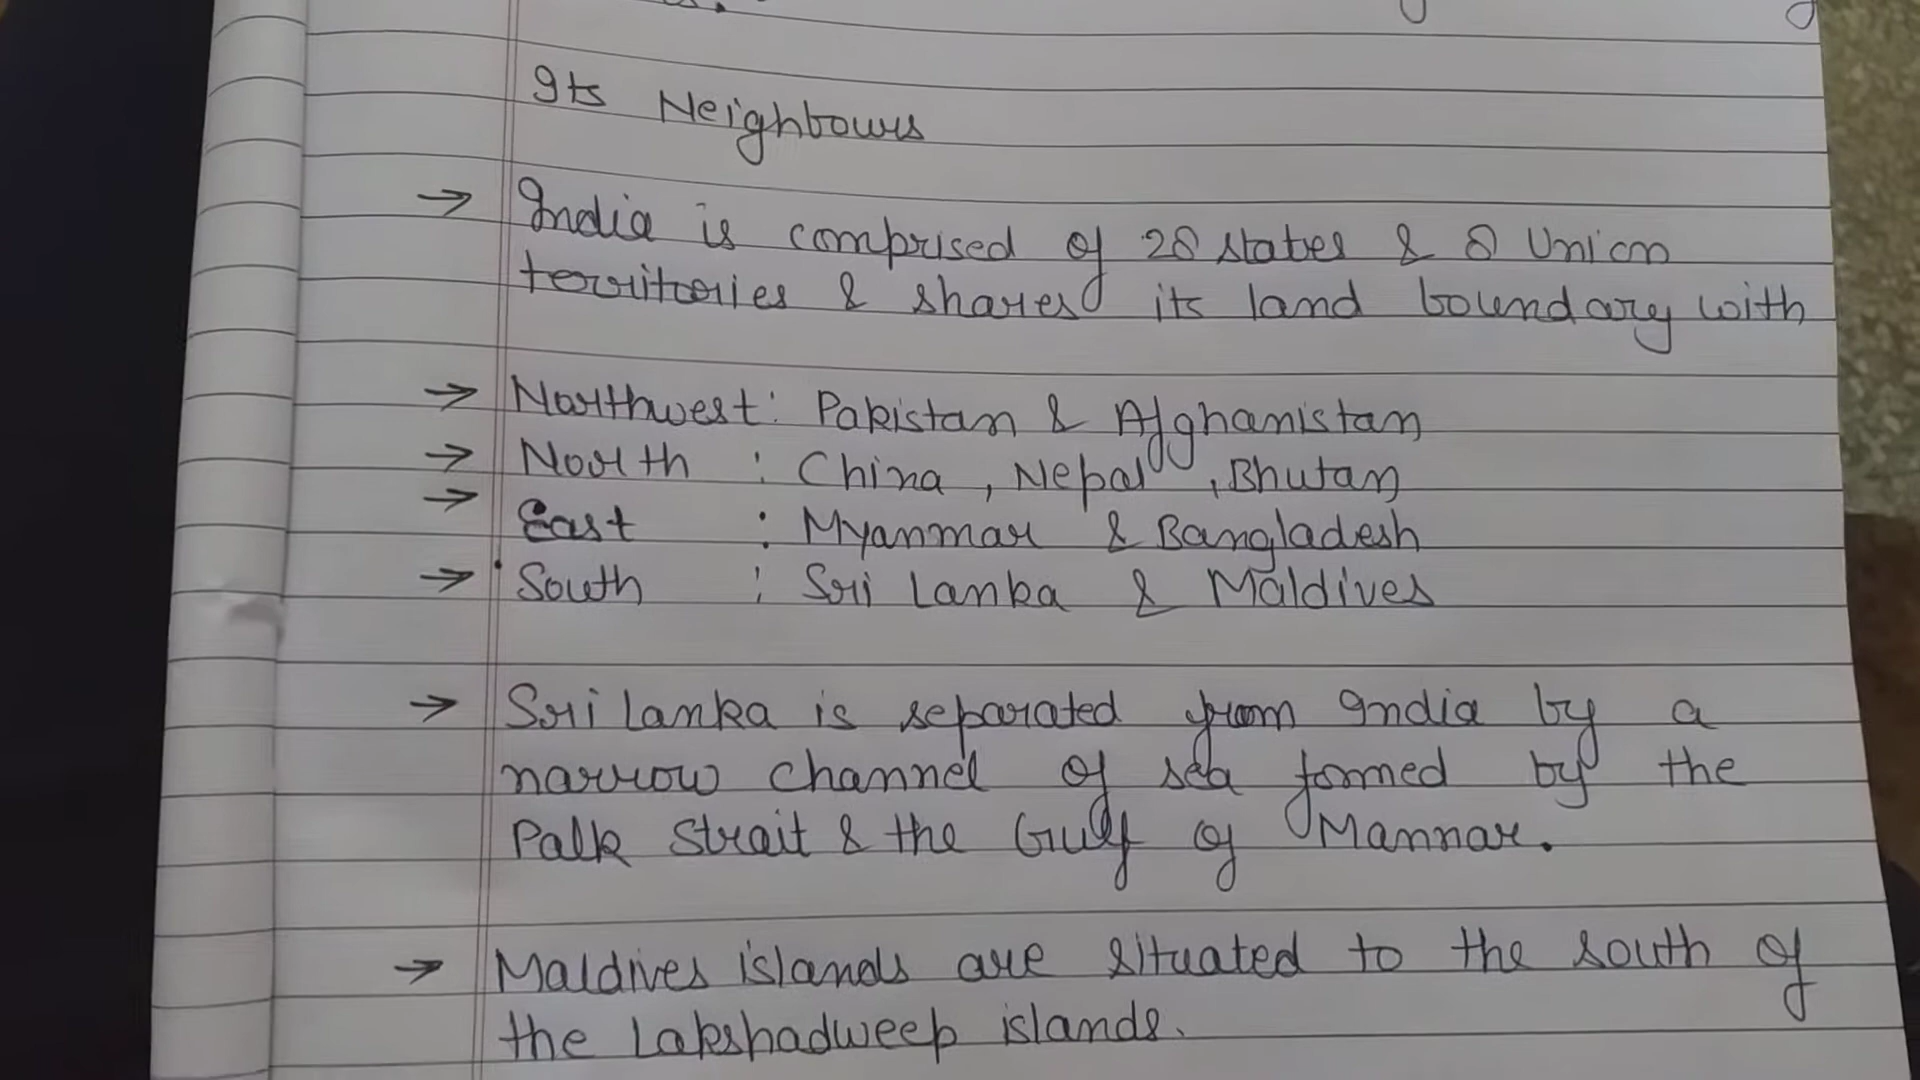 Its Neighbours
→ India is comprised of 28 states & 8 Union
territories & shares its land boundary with
→ Northwest: Pakistan & Afghanistan
→ North : China, Nepal, Bhutan
→ East : Myanmar & Bangladesh
→ South : Sri Lanka & Maldives
→ Sri Lanka is separated from India by a
narrow channel of sea formed by the
Palk Strait & the Gulf of Mannar.
→ Maldives islands are situated to the south of
the Lakshadweep islands.